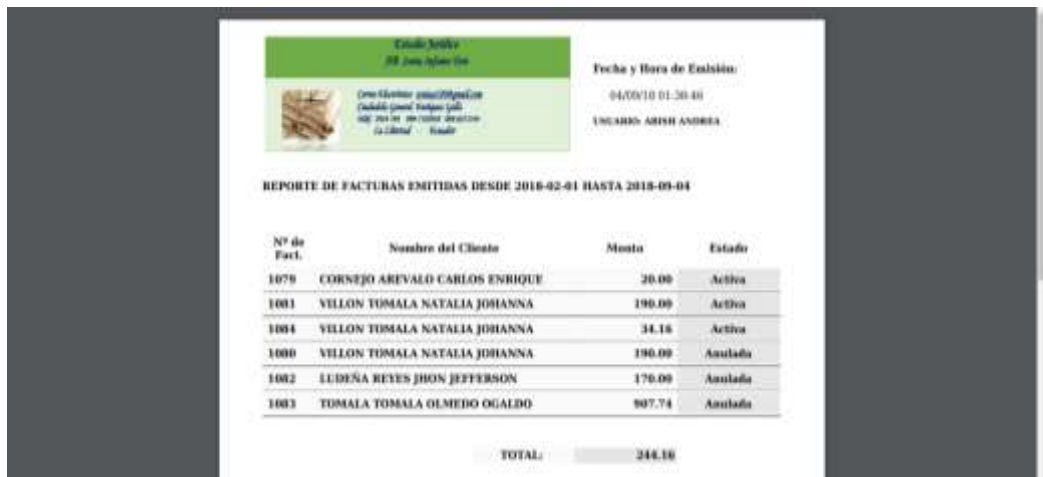 Estudio Jurídico
Fecha y Hora de Emisión:
04/09/18 01:30:46
USUARIO: ARISH ANDREA
La Libertad Ecuador
REPORTE DE FACTURAS EMITIDAS DESDE 2018-02-01 HASTA 2018-09-04
Nº de Fact. Nombre del Cliente Monto Estado
1079 CORNEJO AREVALO CARLOS ENRIQUE 20.00 Activa
1081 VILLON TOMALA NATALIA JOHANNA 190.00 Activa
1084 VILLON TOMALA NATALIA JOHANNA 34.16 Activa
1080 VILLON TOMALA NATALIA JOHANNA 190.00 Anulada
1082 LUDEÑA REYES JHON JEFFERSON 170.00 Anulada
1083 TOMALA TOMALA OLMEDO OGALDO 907.74 Anulada
TOTAL: 244.16